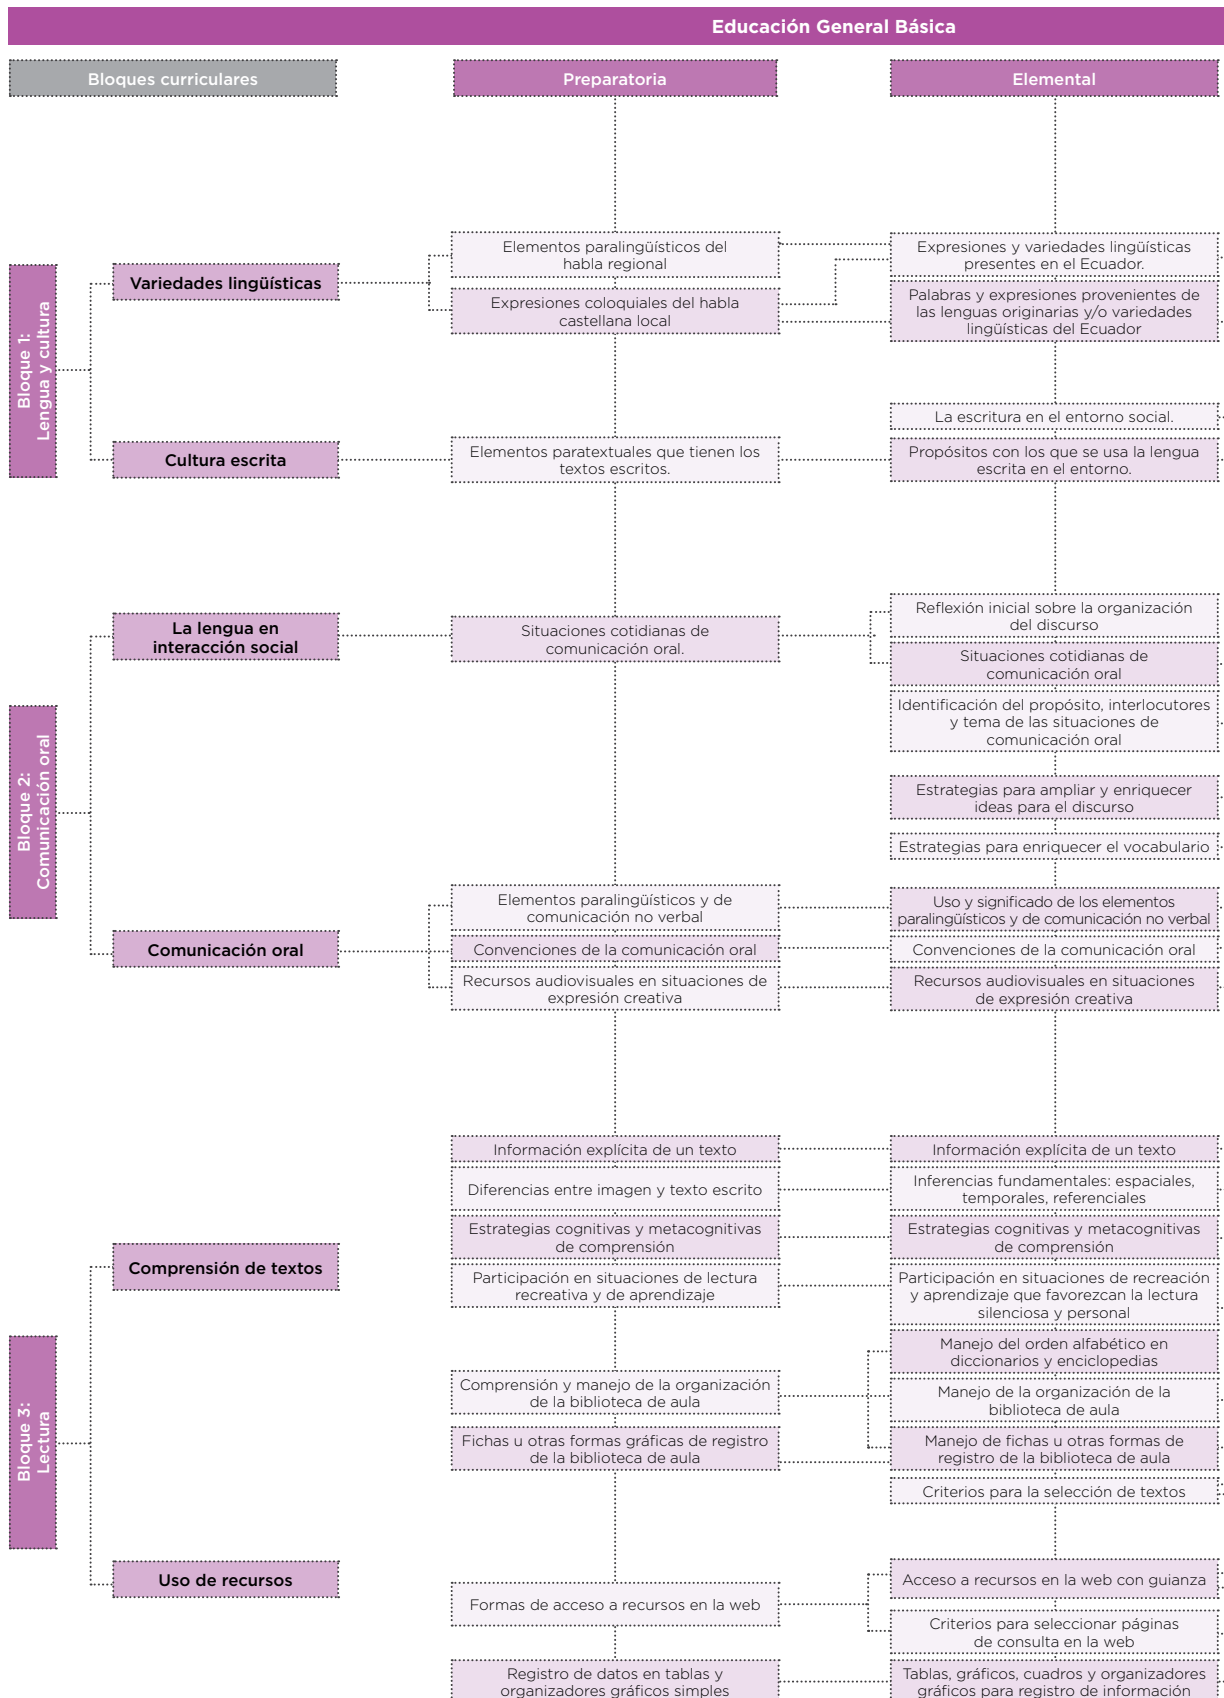 Educación General Básica
Bloques curriculares
Preparatoria
Elemental
Bloque 1:
Lengua y cultura
Variedades lingüísticas
Elementos paralingüísticos del
habla regional
Expresiones coloquiales del habla
castellana local
Expresiones y variedades lingüísticas
presentes en el Ecuador.
Palabras y expresiones provenientes de
las lenguas originarias y/o variedades
lingüísticas del Ecuador
Cultura escrita
Elementos paratextuales que tienen los
textos escritos.
La escritura en el entorno social.
Propósitos con los que se usa la lengua
escrita en el entorno.
Bloque 2:
Comunicación oral
La lengua en
interacción social
Situaciones cotidianas de
comunicación oral.
Reflexión inicial sobre la organización
del discurso
Situaciones cotidianas de
comunicación oral
Identificación del propósito, interlocutores
y tema de las situaciones de
comunicación oral
Estrategias para ampliar y enriquecer
ideas para el discurso
Estrategias para enriquecer el vocabulario
Comunicación oral
Elementos paralingüísticos y de
comunicación no verbal
Convenciones de la comunicación oral
Recursos audiovisuales en situaciones de
expresión creativa
Uso y significado de los elementos
paralingüísticos y de comunicación no verbal
Convenciones de la comunicación oral
Recursos audiovisuales en situaciones
de expresión creativa
Bloque 3:
Lectura
Comprensión de textos
Información explícita de un texto
Diferencias entre imagen y texto escrito
Estrategias cognitivas y metacognitivas
de comprensión
Participación en situaciones de lectura
recreativa y de aprendizaje
Información explícita de un texto
Inferencias fundamentales: espaciales,
temporales, referenciales
Estrategias cognitivas y metacognitivas
de comprensión
Participación en situaciones de recreación
y aprendizaje que favorezcan la lectura
silenciosa y personal
Uso de recursos
Comprensión y manejo de la organización
de la biblioteca de aula
Fichas u otras formas gráficas de registro
de la biblioteca de aula
Manejo del orden alfabético en
diccionarios y enciclopedias
Manejo de la organización de la
biblioteca de aula
Manejo de fichas u otras formas de
registro de la biblioteca de aula
Criterios para la selección de textos
Formas de acceso a recursos en la web
Acceso a recursos en la web con guianza
Criterios para seleccionar páginas
de consulta en la web
Registro de datos en tablas y
organizadores gráficos simples
Tablas, gráficos, cuadros y organizadores
gráficos para registro de información